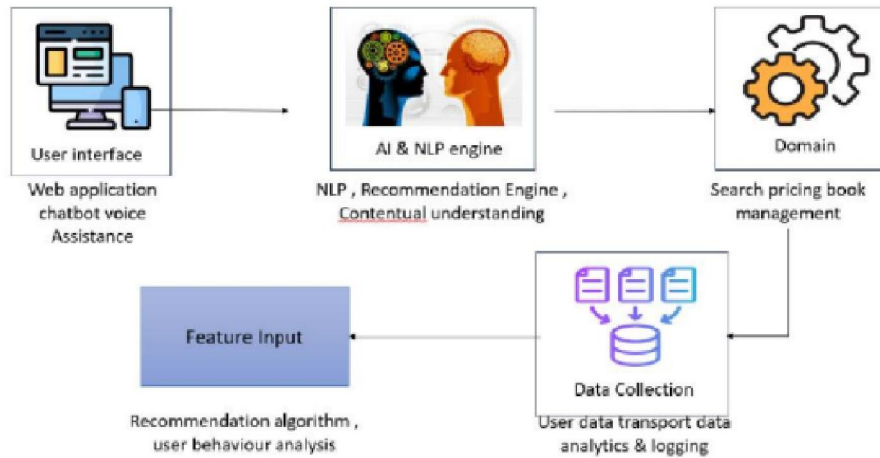 User interface
Web application
chatbot voice
Assistance
AI & NLP engine
NLP , Recommendation Engine ,
Contentual understanding
Domain
Search pricing book
management
Feature Input
Recommendation algorithm ,
user behaviour analysis
Data Collection
User data transport data
analytics & logging